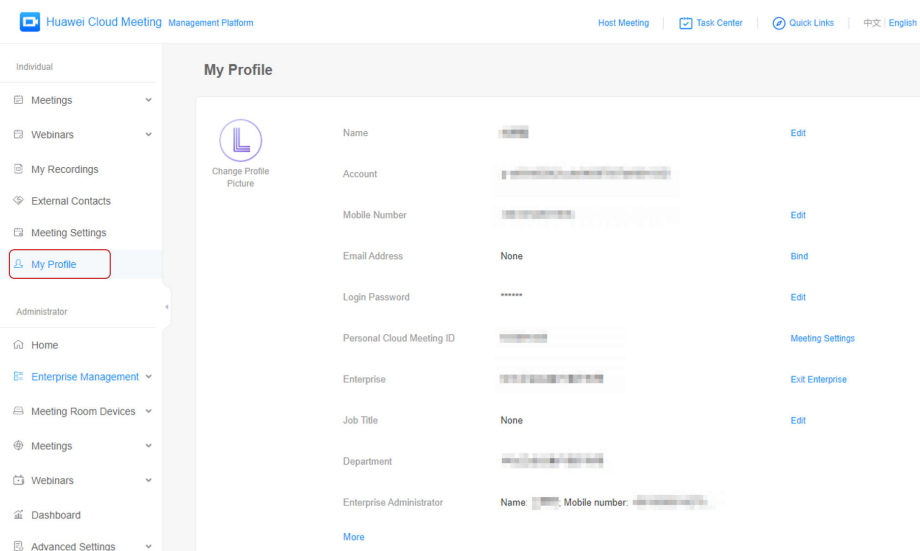 Huawei Cloud Meeting Management Platform
Host Meeting Task Center Quick Links 中文 English
Individual
Meetings
Webinars
My Recordings
External Contacts
Meeting Settings
My Profile
Administrator
Home
Enterprise Management
Meeting Room Devices
Meetings
Webinars
Dashboard
Advanced Settings
My Profile
Change Profile
Picture
Name Edit
Account
Mobile Number Edit
Email Address None Bind
Login Password ****** Edit
Personal Cloud Meeting ID Meeting Settings
Enterprise Exit Enterprise
Job Title None Edit
Department
Enterprise Administrator Name: ; Mobile number:
More